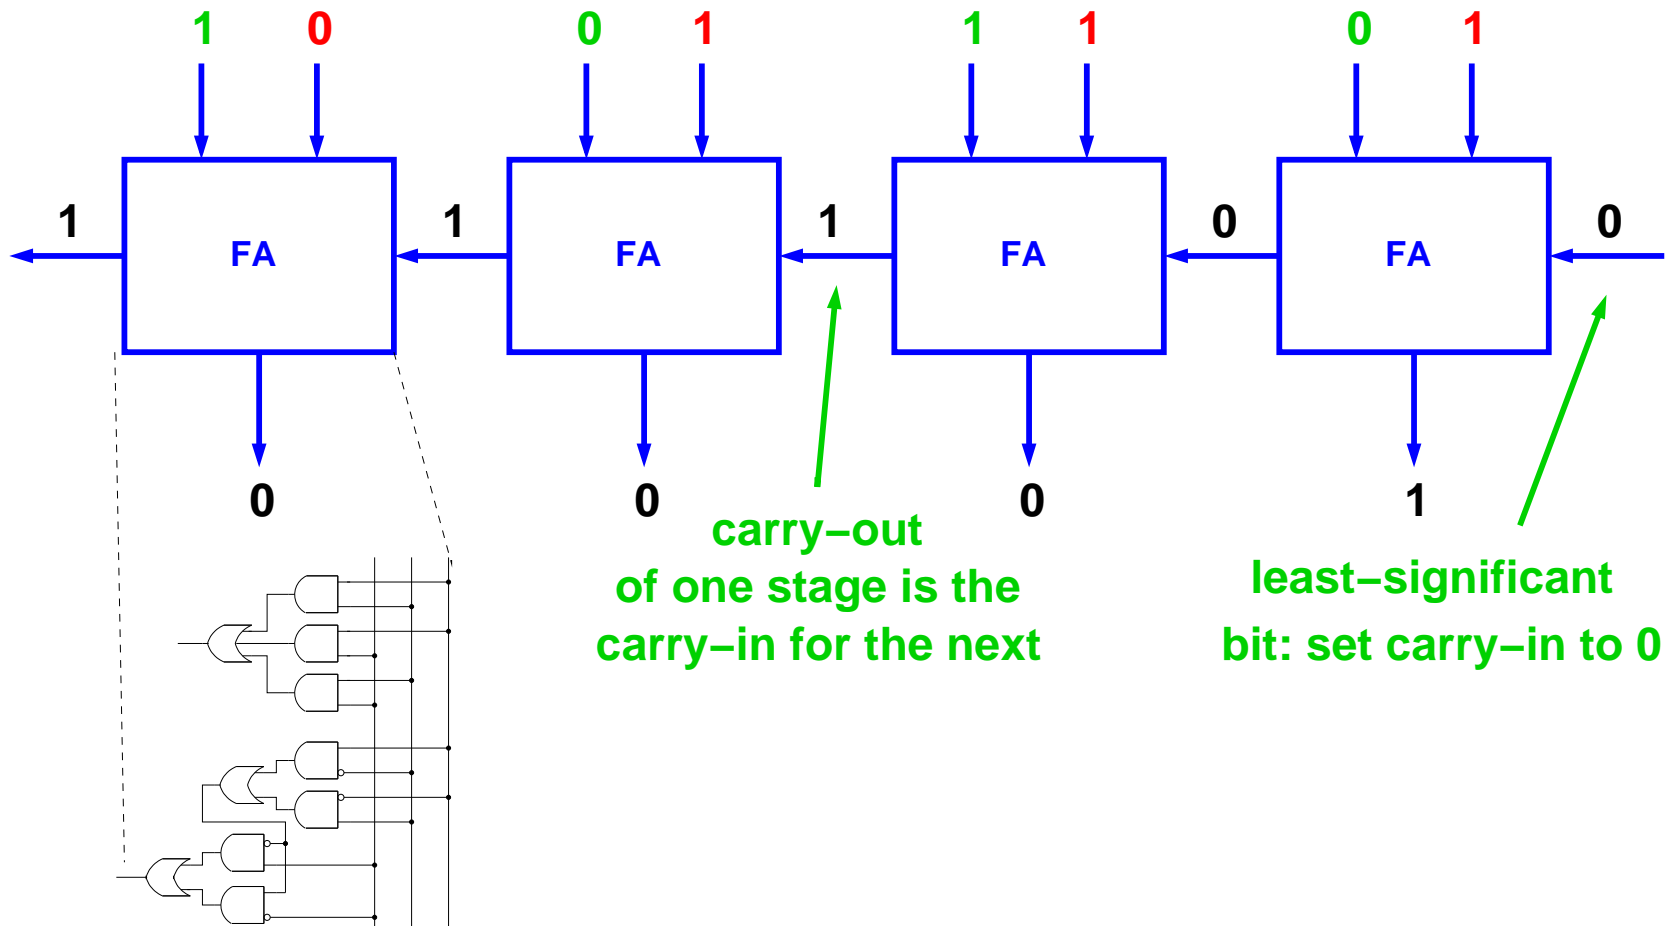 1 0 0 1 1 1 0 1
1 1 1 0 0
FA FA FA FA
0 0 0 1
carry–out
of one stage is the
carry–in for the next
least–significant
bit: set carry–in to 0